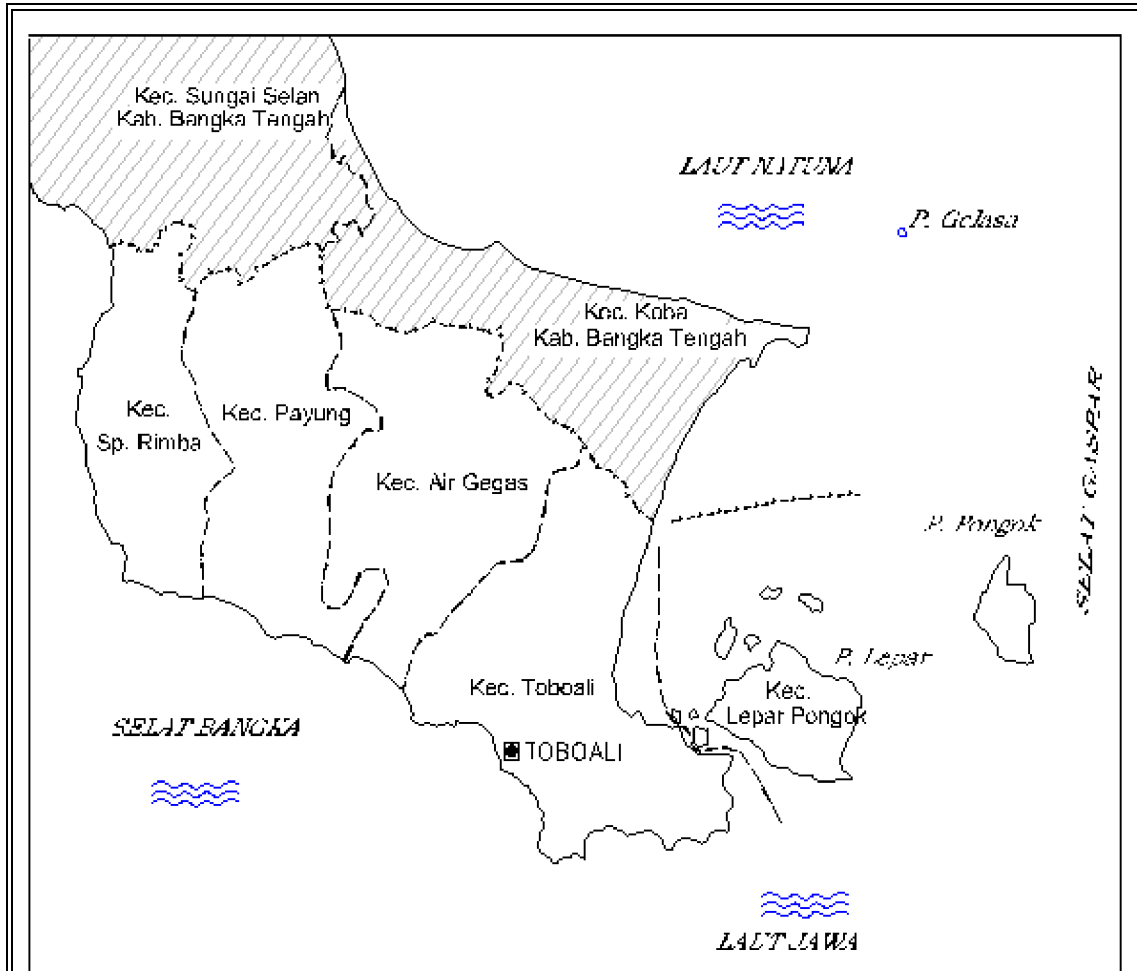 Kec. Sungai Selan
Kab. Bangka Tengah
LAUT NATUNA
P. Gelasa
Kec. Koba
Kab. Bangka Tengah
Kec.
Sp. Rimba
Kec. Payung
Kec. Air Gegas
SELAT GASPAR
P. Pongok
P. Lepar
Kec. Toboali
Kec.
Lepar Pongok
SELAT BANGKA
TOBOALI
LAUT JAWA